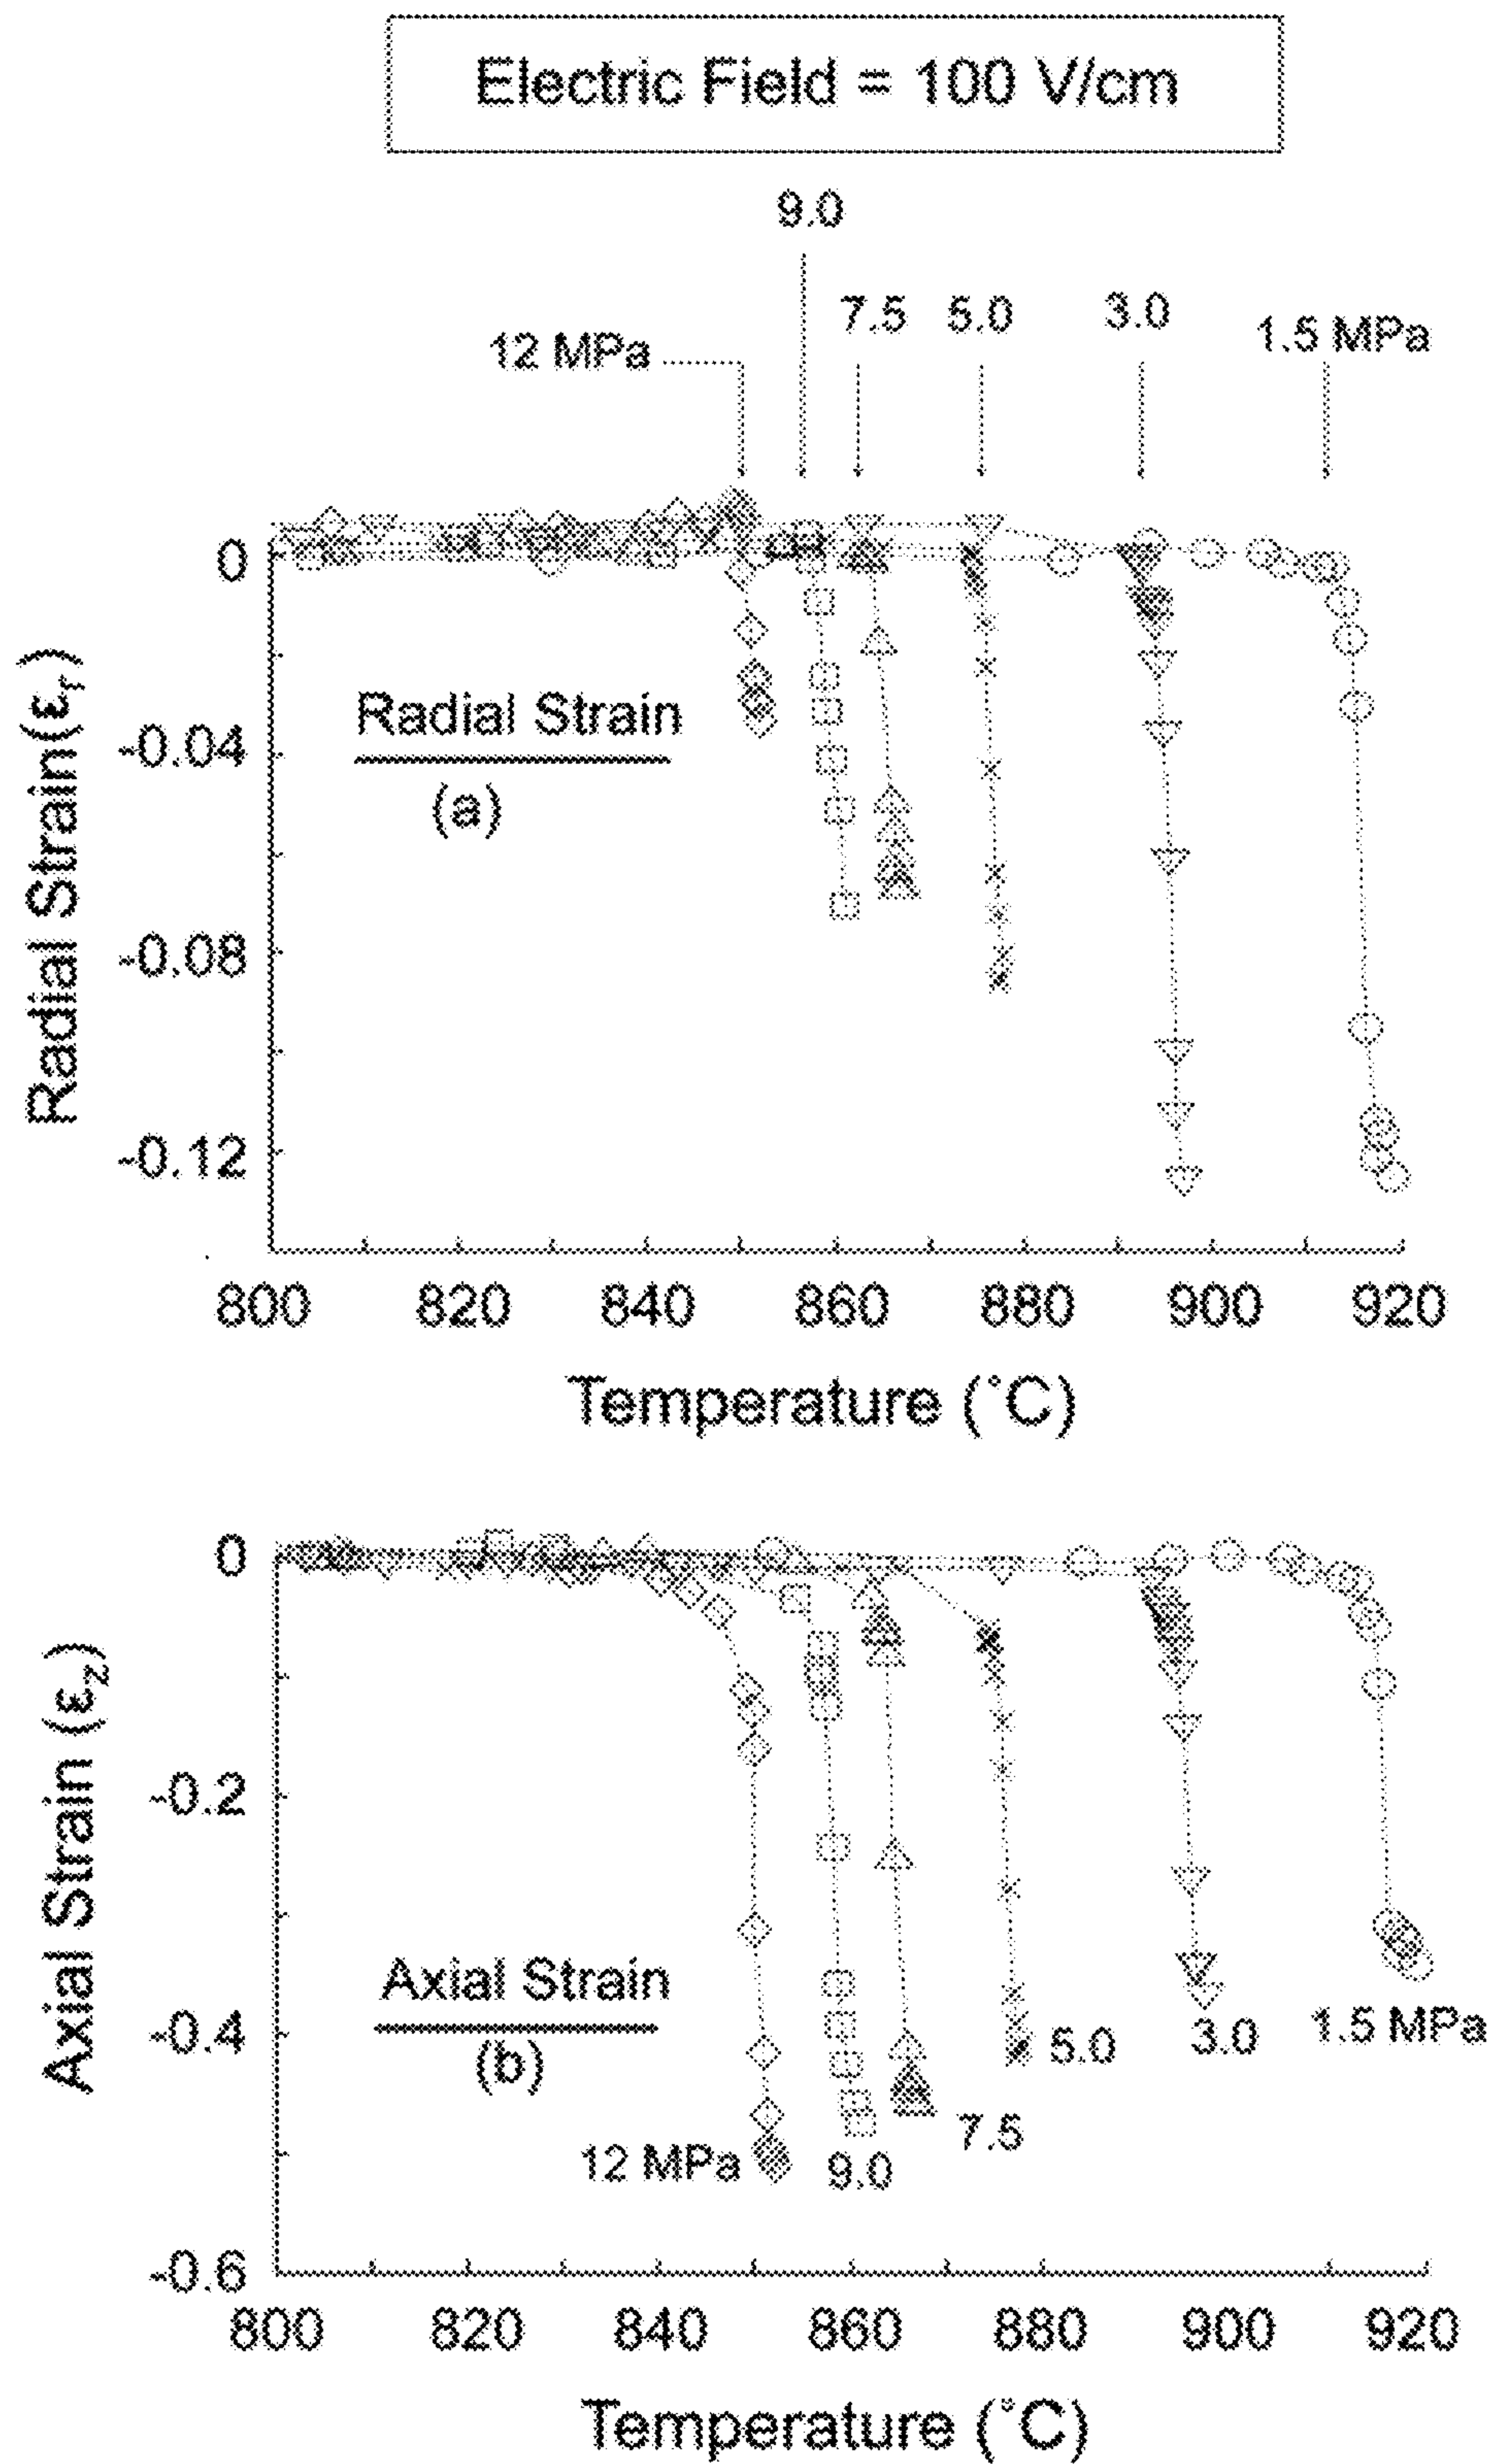 Electric Field = 100 V/cm
9.0
12 MPa
7.5
5.0
3.0
1.5 MPa
0
-0.04
-0.08
-0.12
Radial Strain(εr)
Radial Strain
(a)
800 820 840 860 880 900 920
Temperature (˚C)
0
-0.2
-0.4
-0.6
Axial Strain (εz)
Axial Strain
(b)
12 MPa
9.0
7.5
5.0
3.0
1.5 MPa
800 820 840 860 880 900 920
Temperature (˚C)